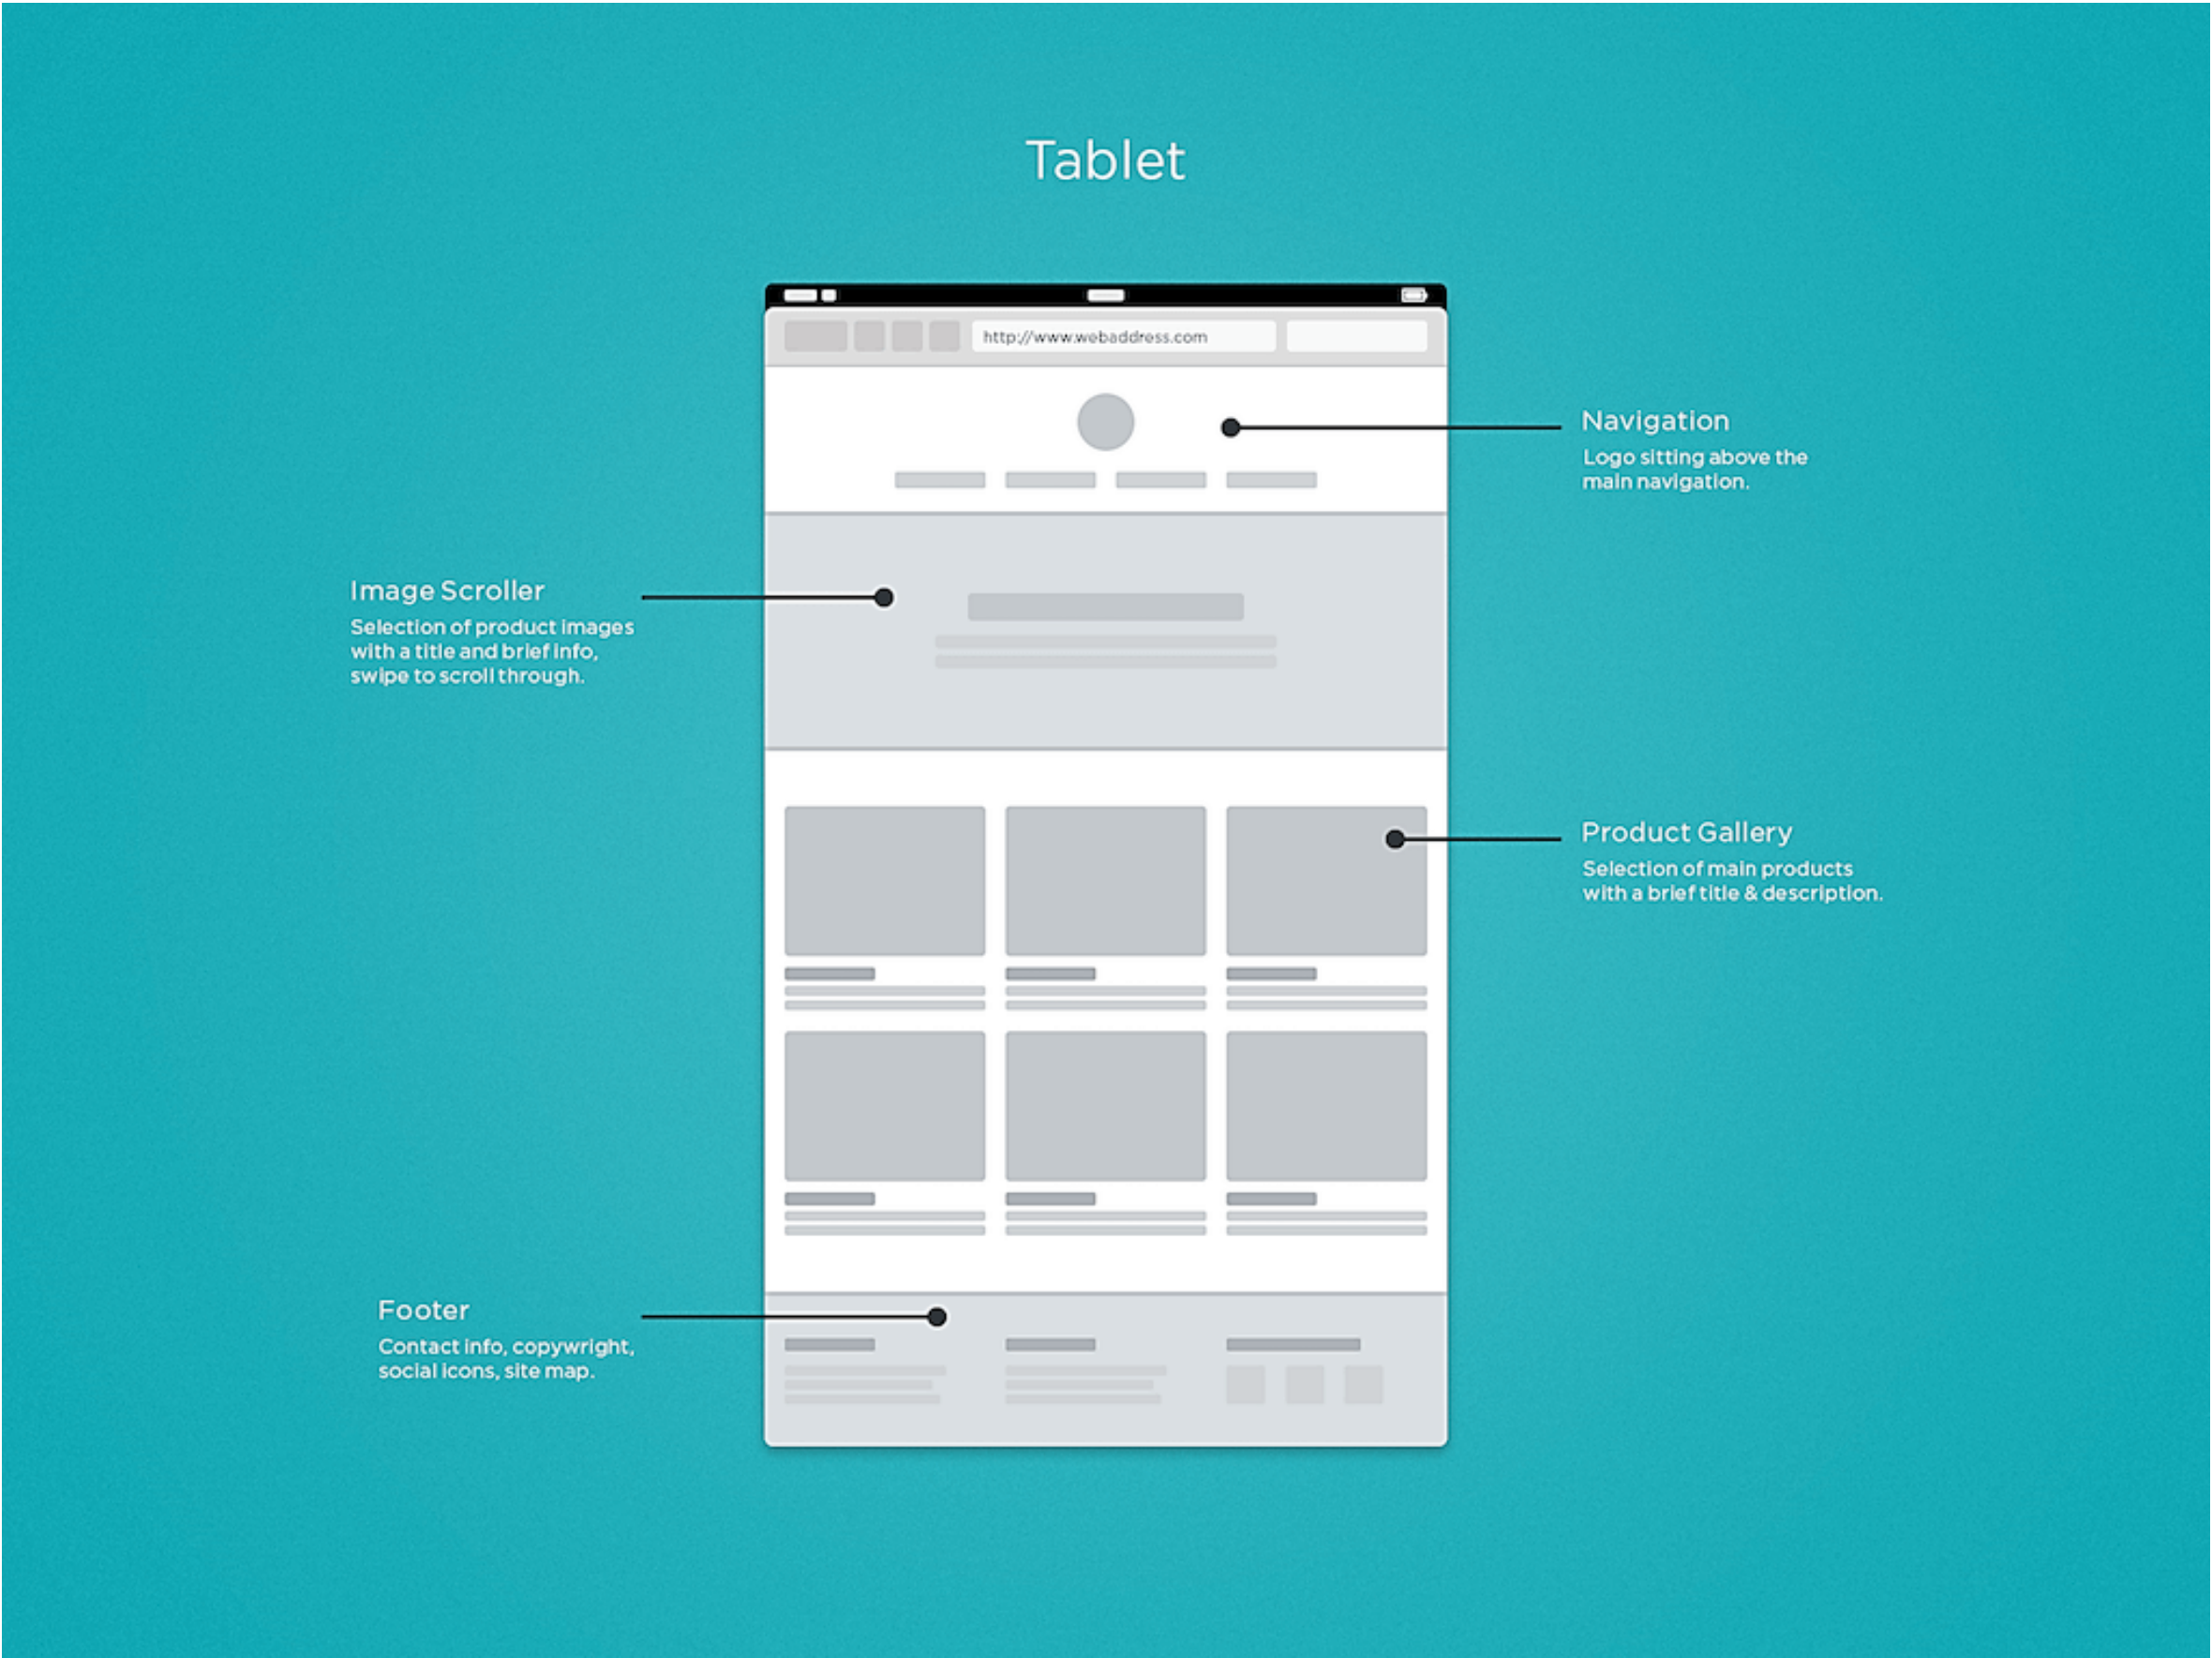 Tablet
http://www.webaddress.com
Navigation
Logo sitting above the
main navigation.
Image Scroller
Selection of product images
with a title and brief info,
swipe to scroll through.
Product Gallery
Selection of main products
with a brief title & description.
Footer
Contact info, copywright,
social icons, site map.